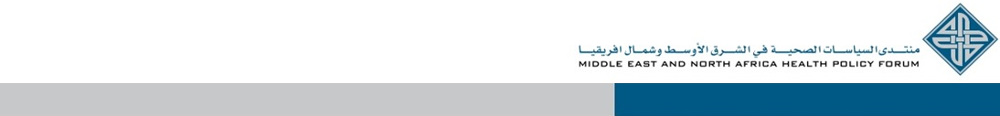 منتدى السياسات الصحية في الشرق الأوسط وشمال افريقيا
MIDDLE EAST AND NORTH AFRICA HEALTH POLICY FORUM